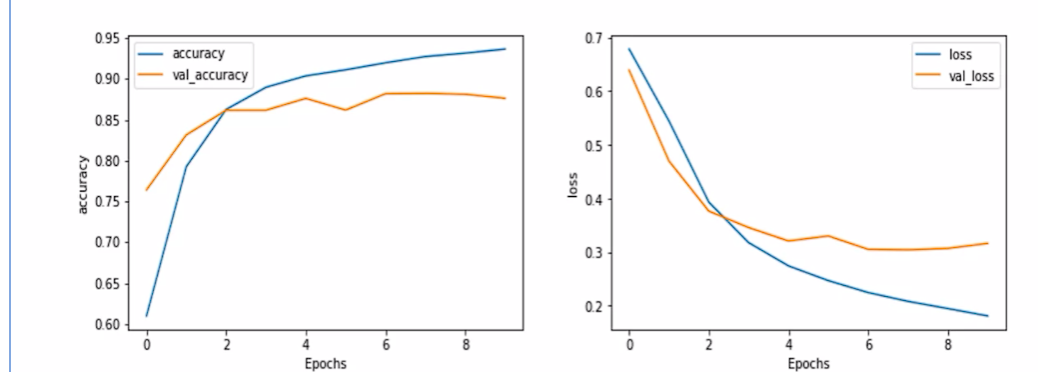 0.95
0.90
0.85
0.80
0.75
0.70
0.65
0.60
accuracy
accuracy
val_accuracy
0 2 4 6 8
Epochs
0.7
0.6
0.5
0.4
0.3
0.2
loss
loss
val_loss
0 2 4 6 8
Epochs